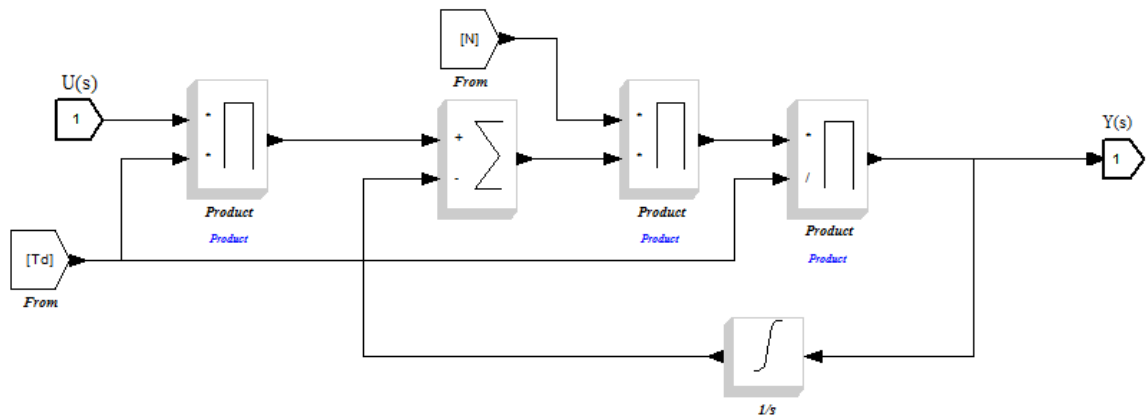 [N]
From
U(s)
1
*
*
Product
Product
+
-
*
*
Product
Product
*
/
Product
Product
Y(s)
1
[Td]
From
1/s